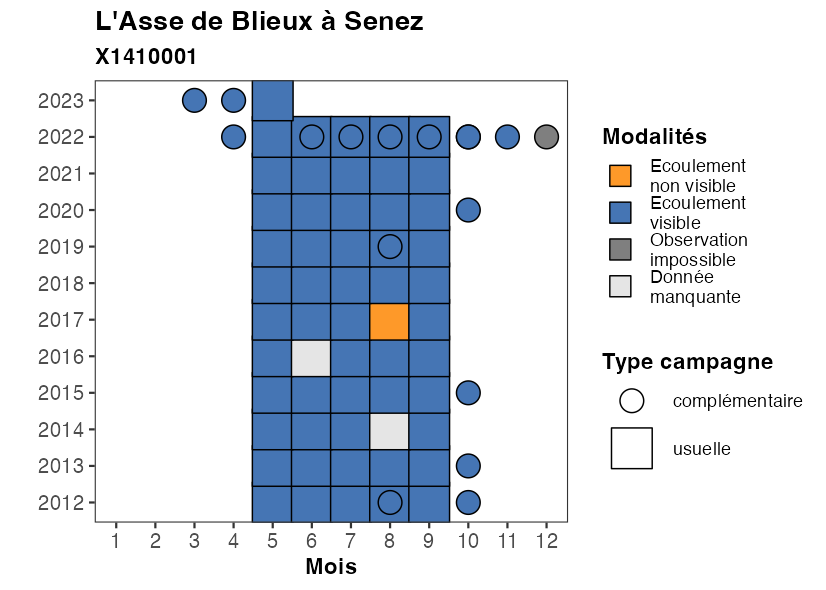 L'Asse de Blieux à Senez
X1410001
2023
2022
2021
2020
2019
2018
2017
2016
2015
2014
2013
2012
1 2 3 4 5 6 7 8 9 10 11 12
Mois
Modalités
Ecoulement
non visible
Ecoulement
visible
Observation
impossible
Donnée
manquante
Type campagne
complémentaire
usuelle